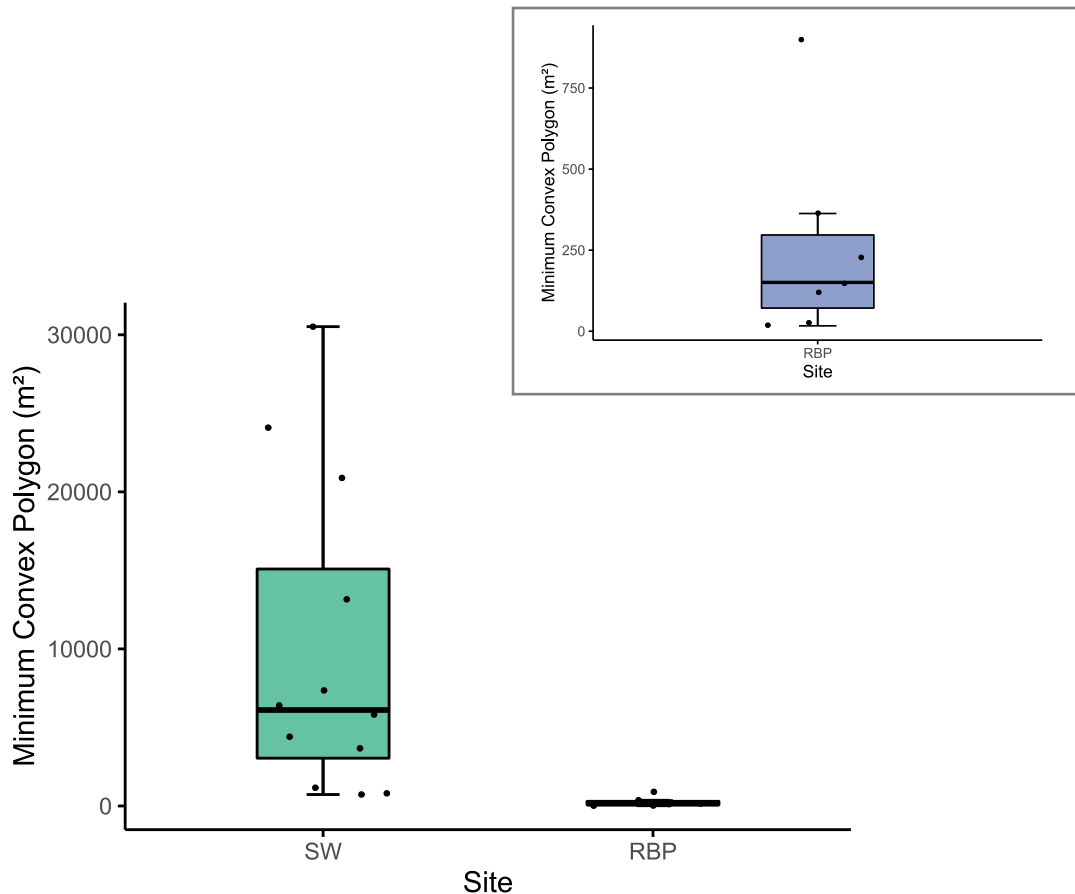 Minimum Convex Polygon (m²)
750
500
250
0
RBP
Site
Minimum Convex Polygon (m²)
30000
20000
10000
0
SW
RBP
Site